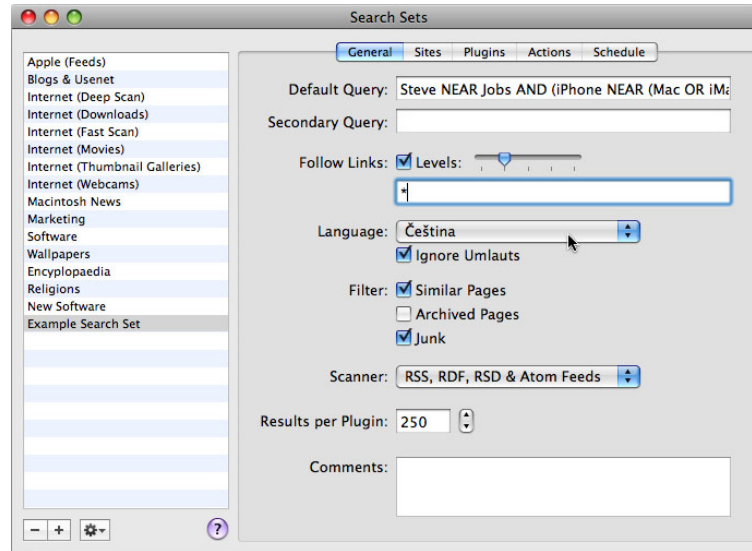 Search Sets
Apple (Feeds)
Blogs & Usenet
Internet (Deep Scan)
Internet (Downloads)
Internet (Fast Scan)
Internet (Movies)
Internet (Thumbnail Galleries)
Internet (Webcams)
Macintosh News
Marketing
Software
Wallpapers
Encyplopaedia
Religions
New Software
Example Search Set
General Sites Plugins Actions Schedule
Default Query: Steve NEAR Jobs AND (iPhone NEAR (Mac OR iMa
Secondary Query:
Follow Links: Levels:
*
Language: Čeština
Ignore Umlauts
Filter: Similar Pages
Archived Pages
Junk
Scanner: RSS, RDF, RSD & Atom Feeds
Results per Plugin: 250
Comments:
- + ?